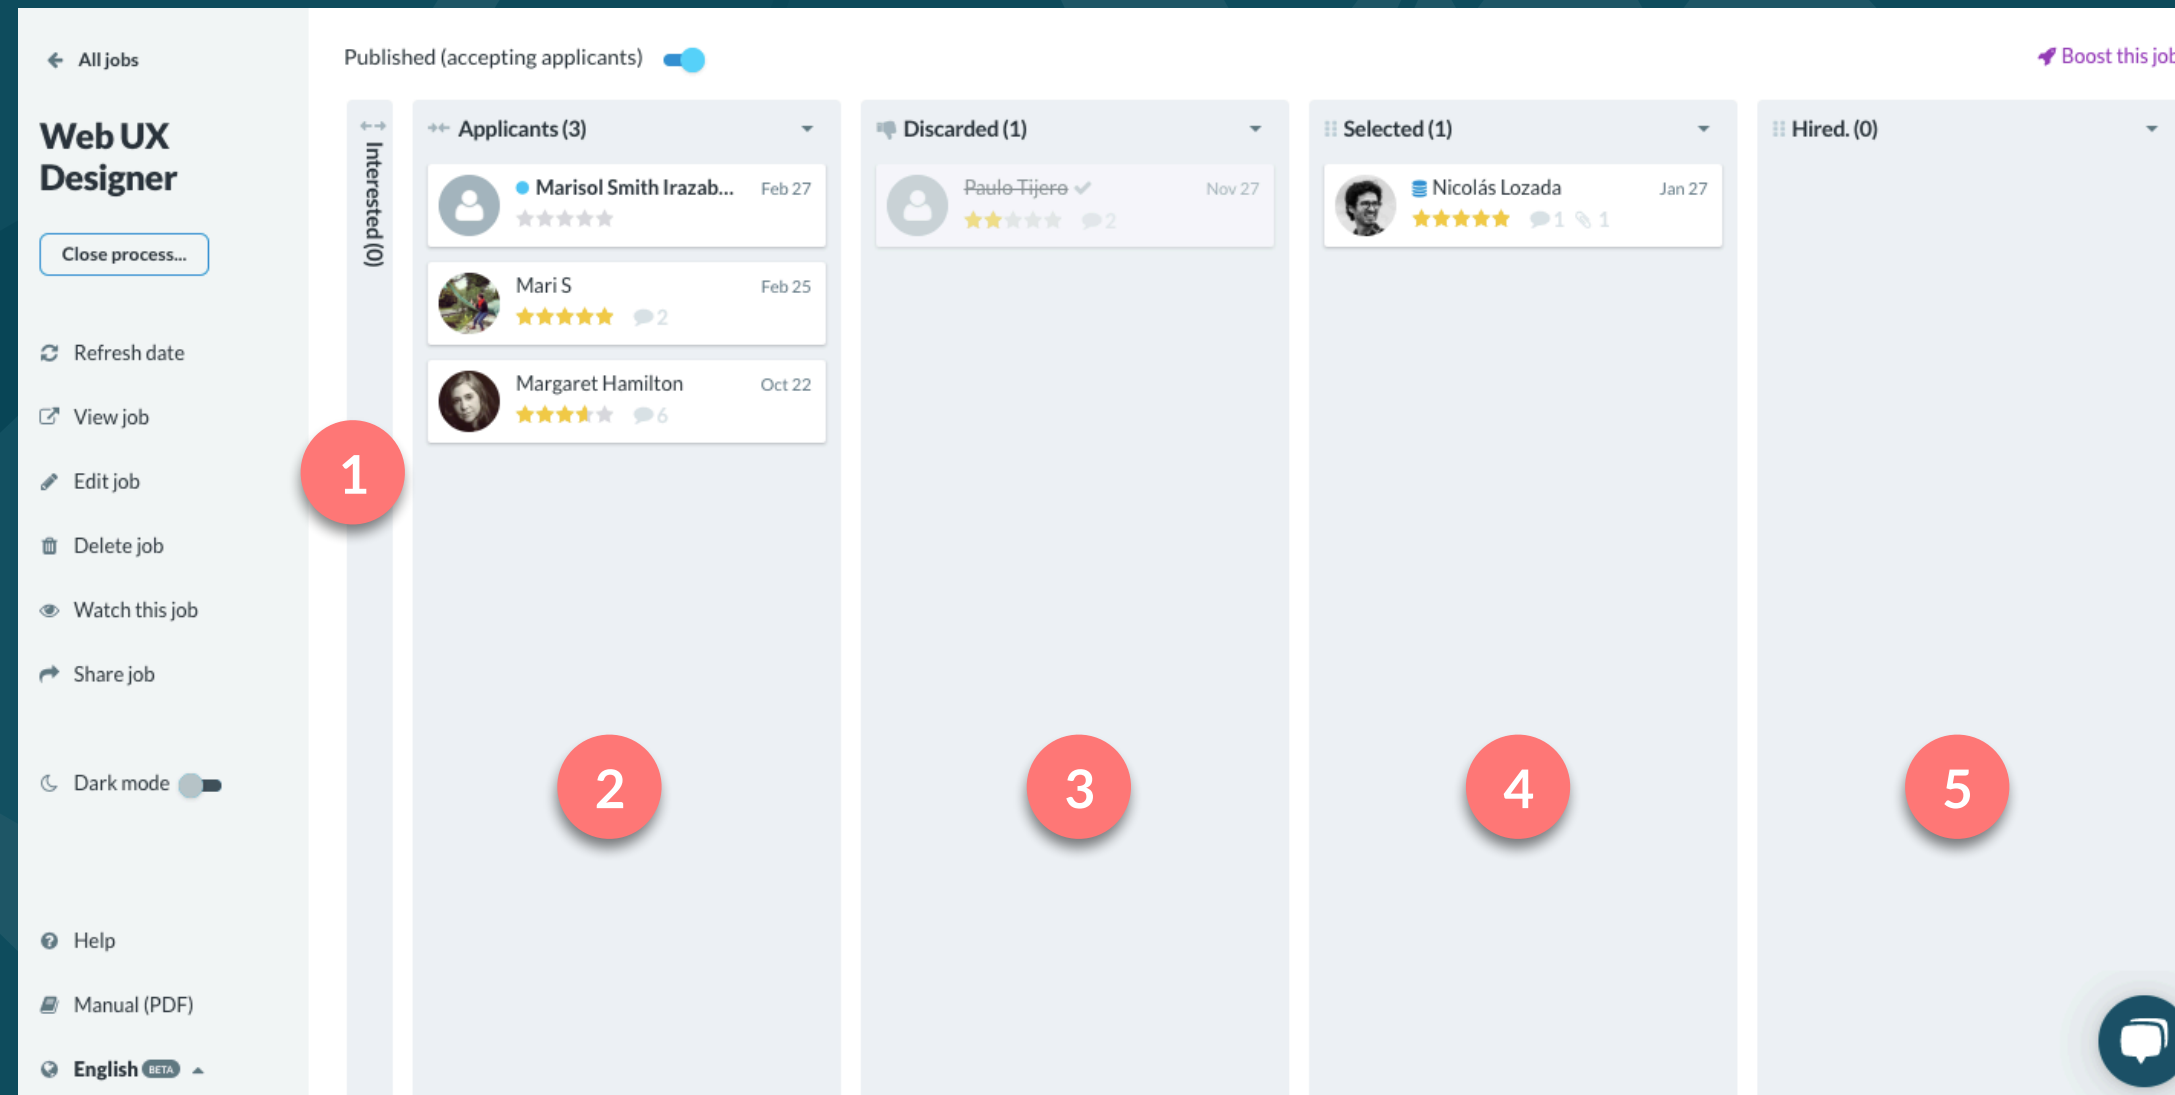 All jobs
Web UX
Designer
Close process...
Refresh date
View job
Edit job
Delete job
Watch this job
Share job
Dark mode
Help
Manual (PDF)
English BETA
Published (accepting applicants)
Boost this job
Interested (0)
1
Applicants (3)
Marisol Smith Irazab... Feb 27
Mari S Feb 25
2
Margaret Hamilton Oct 22
6
2
Discarded (1)
Paulo Tijero Nov 27
2
3
Selected (1)
Nicolás Lozada Jan 27
1 1
4
Hired. (0)
5